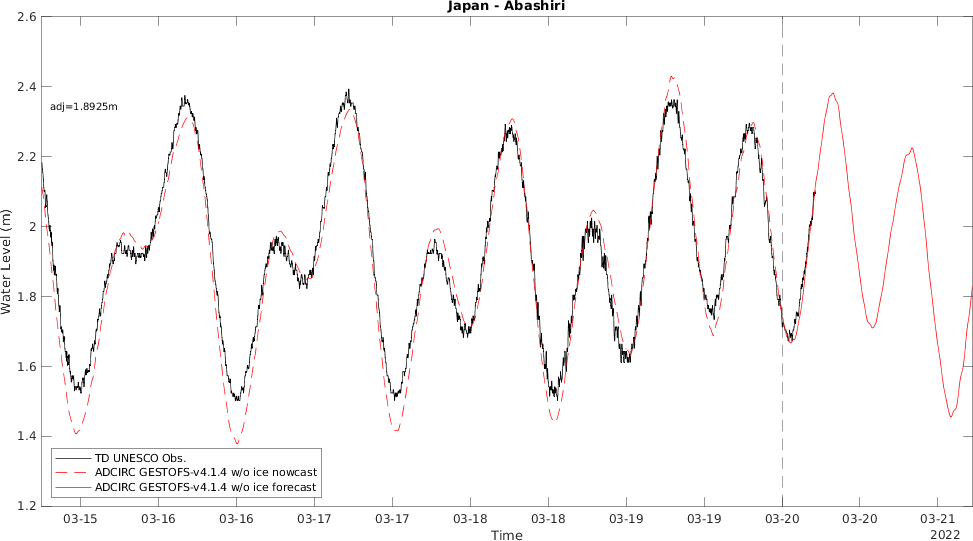 Japan - Abashiri
2.6
2.4
adj=1.8925m
2.2
2
1.8
1.6
1.4
1.2
Water Level (m)
TD UNESCO Obs.
ADCIRC GESTOFS-v4.1.4 w/o ice nowcast
ADCIRC GESTOFS-v4.1.4 w/o ice forecast
03-15 03-16 03-16 03-17 03-17 03-18 03-18 03-19 03-19 03-20 03-20 03-21
Time
2022